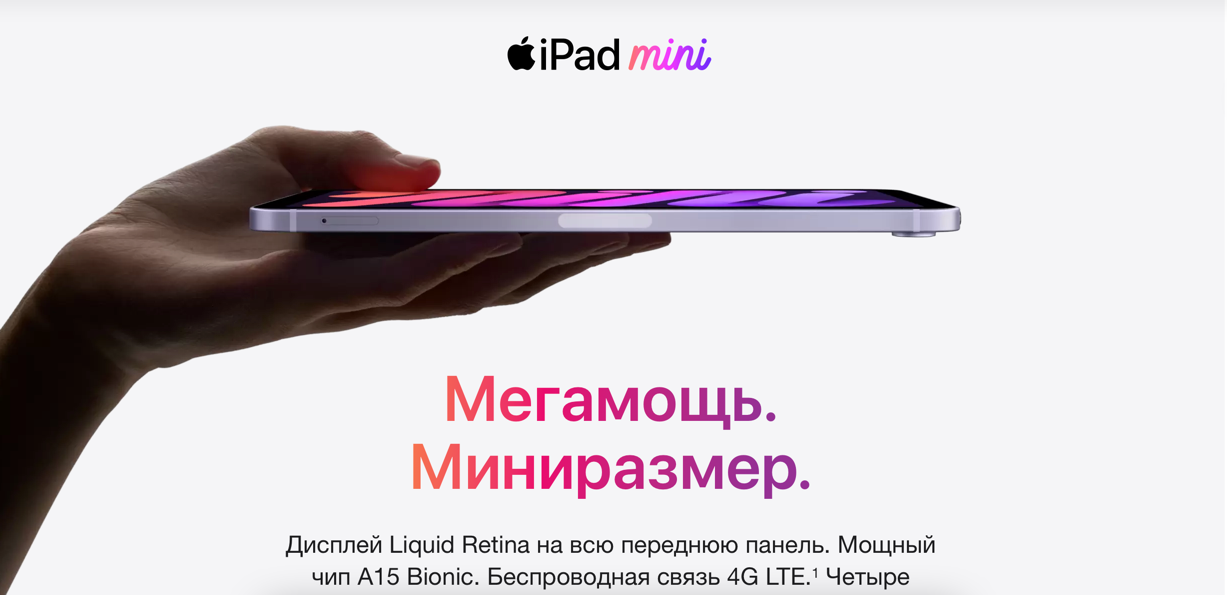 iPad mini
Мегамощь.
Миниразмер.
Дисплей Liquid Retina на всю переднюю панель. Мощный
чип A15 Bionic. Беспроводная связь 4G LTE.¹ Четыре